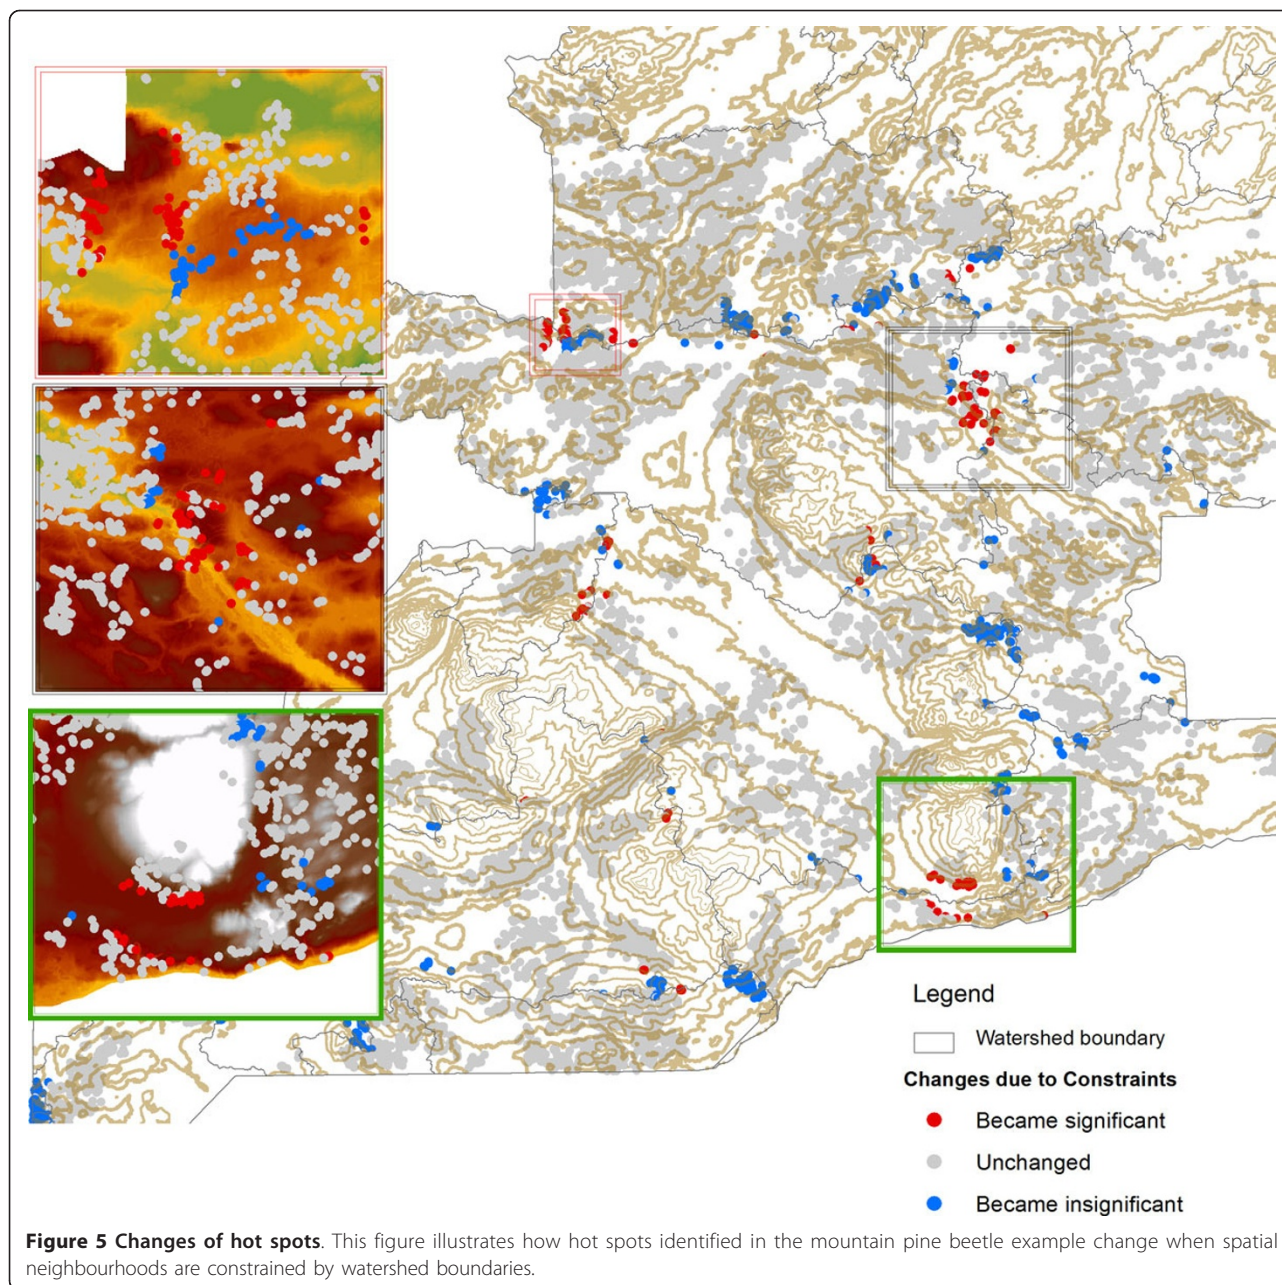 Legend
Watershed boundary
Changes due to Constraints
Became significant
Unchanged
Became insignificant
Figure 5 Changes of hot spots. This figure illustrates how hot spots identified in the mountain pine beetle example change when spatial
neighbourhoods are constrained by watershed boundaries.